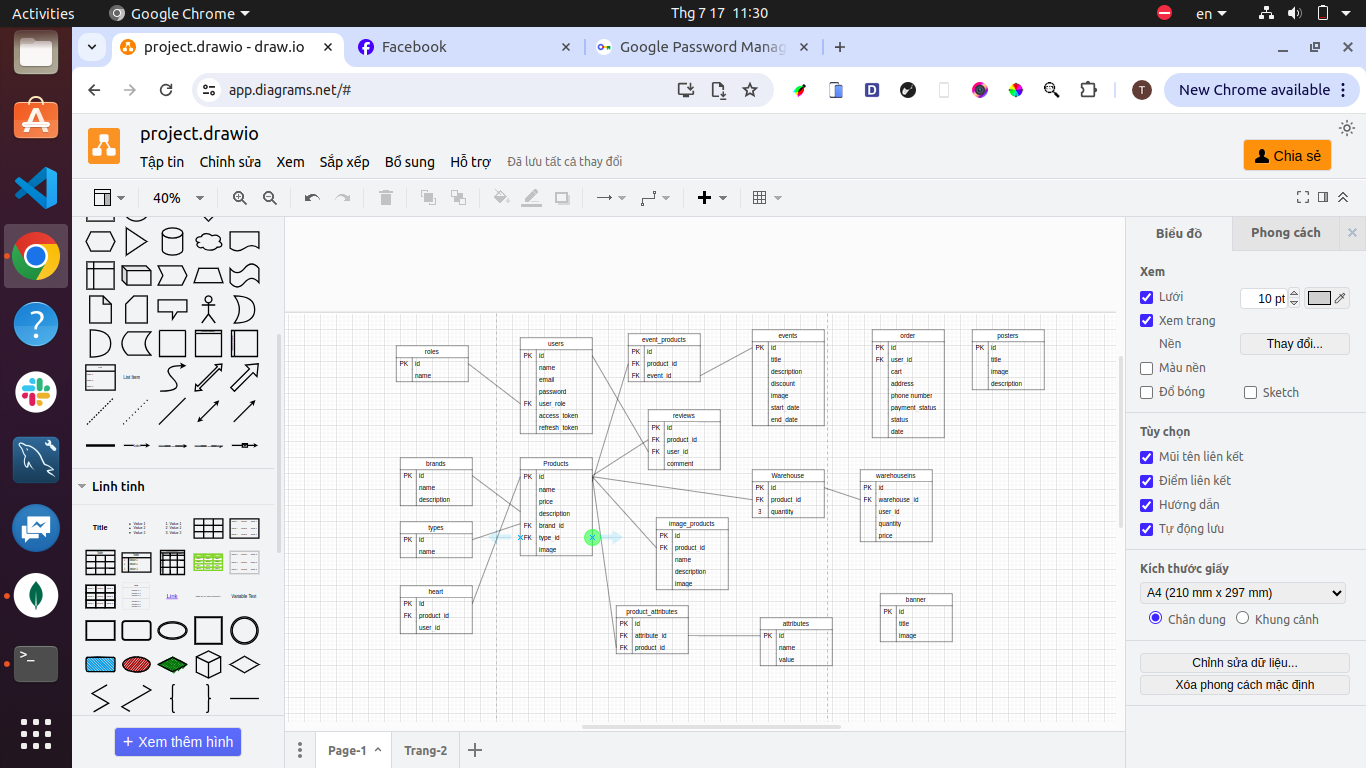 Activities
Google Chrome
Thg 7 17 11:30
en
project.drawio - draw.io
Facebook
Google Password Manag
app.diagrams.net/#
D
T
New Chrome available
project.drawio
Tập tin
Chỉnh sửa
Xem
Sắp xếp
Bổ sung
Hỗ trợ
Đã lưu tất cả thay đổi
Chia sẻ
40%
List Item
Linh tinh
Title
Link
Variable Text
+ Xem thêm hình
roles
PK id
name
users
PK id
name
email
password
FK user_role
access_token
refresh_token
event_products
PK id
FK product_id
FK event_id
events
PK id
title
description
discount
image
start_date
end_date
order
PK id
FK user_id
cart
address
phone number
payment_status
status
date
posters
PK id
title
image
description
reviews
PK id
FK product_id
FK user_id
comment
brands
PK id
name
description
Products
PK id
name
price
description
FK brand_id
FK type_id
image
Warehouse
PK id
FK product_id
3 quantity
warehouseins
PK id
FK warehouse_id
user_id
quantity
price
types
PK id
name
image_products
PK id
FK product_id
name
description
image
heart
PK id
FK product_id
FK user_id
product_attributes
PK id
FK attribute_id
FK product_id
attributes
PK id
name
value
banner
PK id
title
image
Page-1
Trang-2
Biểu đồ
Phong cách
Xem
Lưới
10 pt
Xem trang
Nền
Thay đổi...
Màu nền
Đổ bóng
Sketch
Tùy chọn
Mũi tên liên kết
Điểm liên kết
Hướng dẫn
Tự động lưu
Kích thước giấy
A4 (210 mm x 297 mm)
Chân dung
Khung cảnh
Chỉnh sửa dữ liệu...
Xóa phong cách mặc định